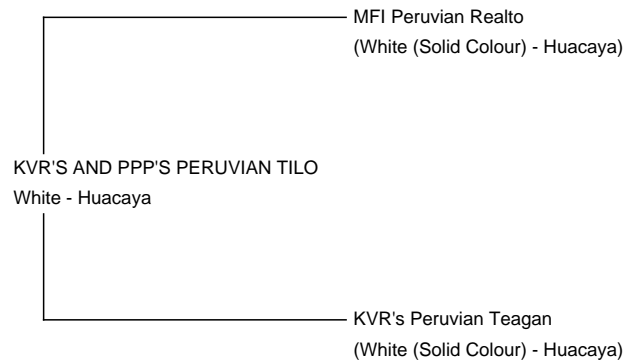 MFI Peruvian Realto
(White (Solid Colour) - Huacaya)
KVR'S AND PPP'S PERUVIAN TILO
White - Huacaya
KVR's Peruvian Teagan
(White (Solid Colour) - Huacaya)